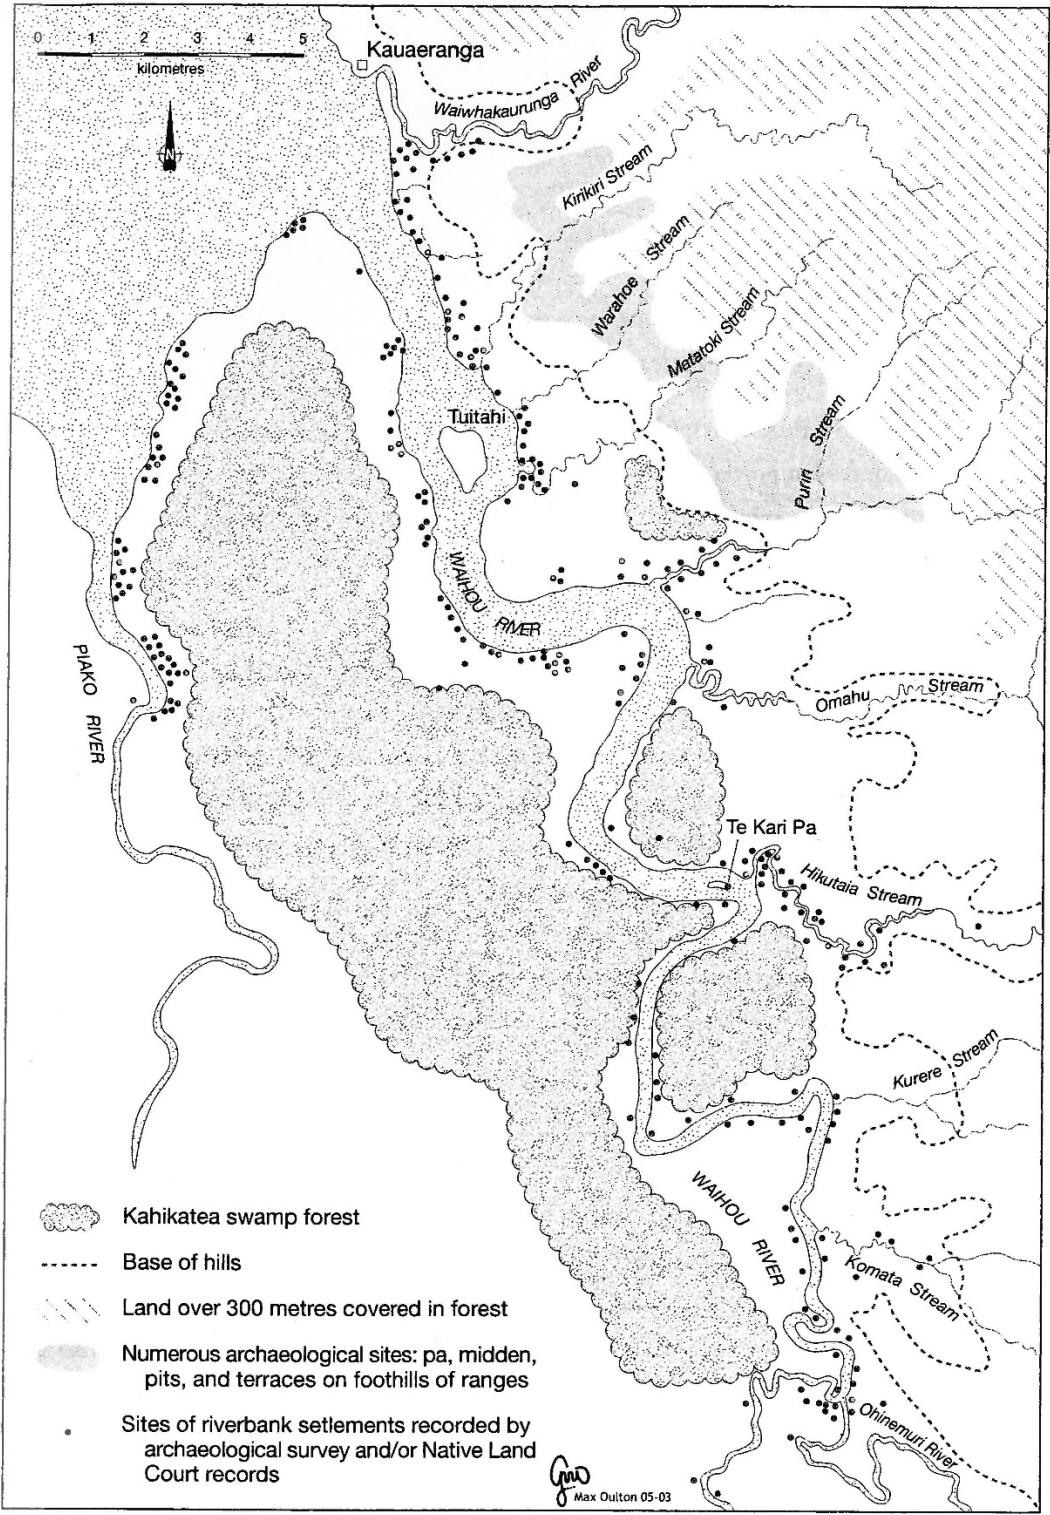 0 1 2 3 4 5
kilometres
N
Kauaeranga
Waiwhakaurunga River
Kirikiri Stream
Warahoe Stream
Matatoki Stream
Puriri Stream
Tuitahi
WAIHOU RIVER
PIAKO RIVER
Omahu Stream
Te Kari Pa
Hikutaia Stream
Kurere Stream
WAIHOU RIVER
Komata Stream
Ohinemuri River
Kahikatea swamp forest
Base of hills
Land over 300 metres covered in forest
Numerous archaeological sites: pa, midden,
pits, and terraces on foothills of ranges
Sites of riverbank setlements recorded by
archaeological survey and/or Native Land
Court records
Max Oulton 05-03